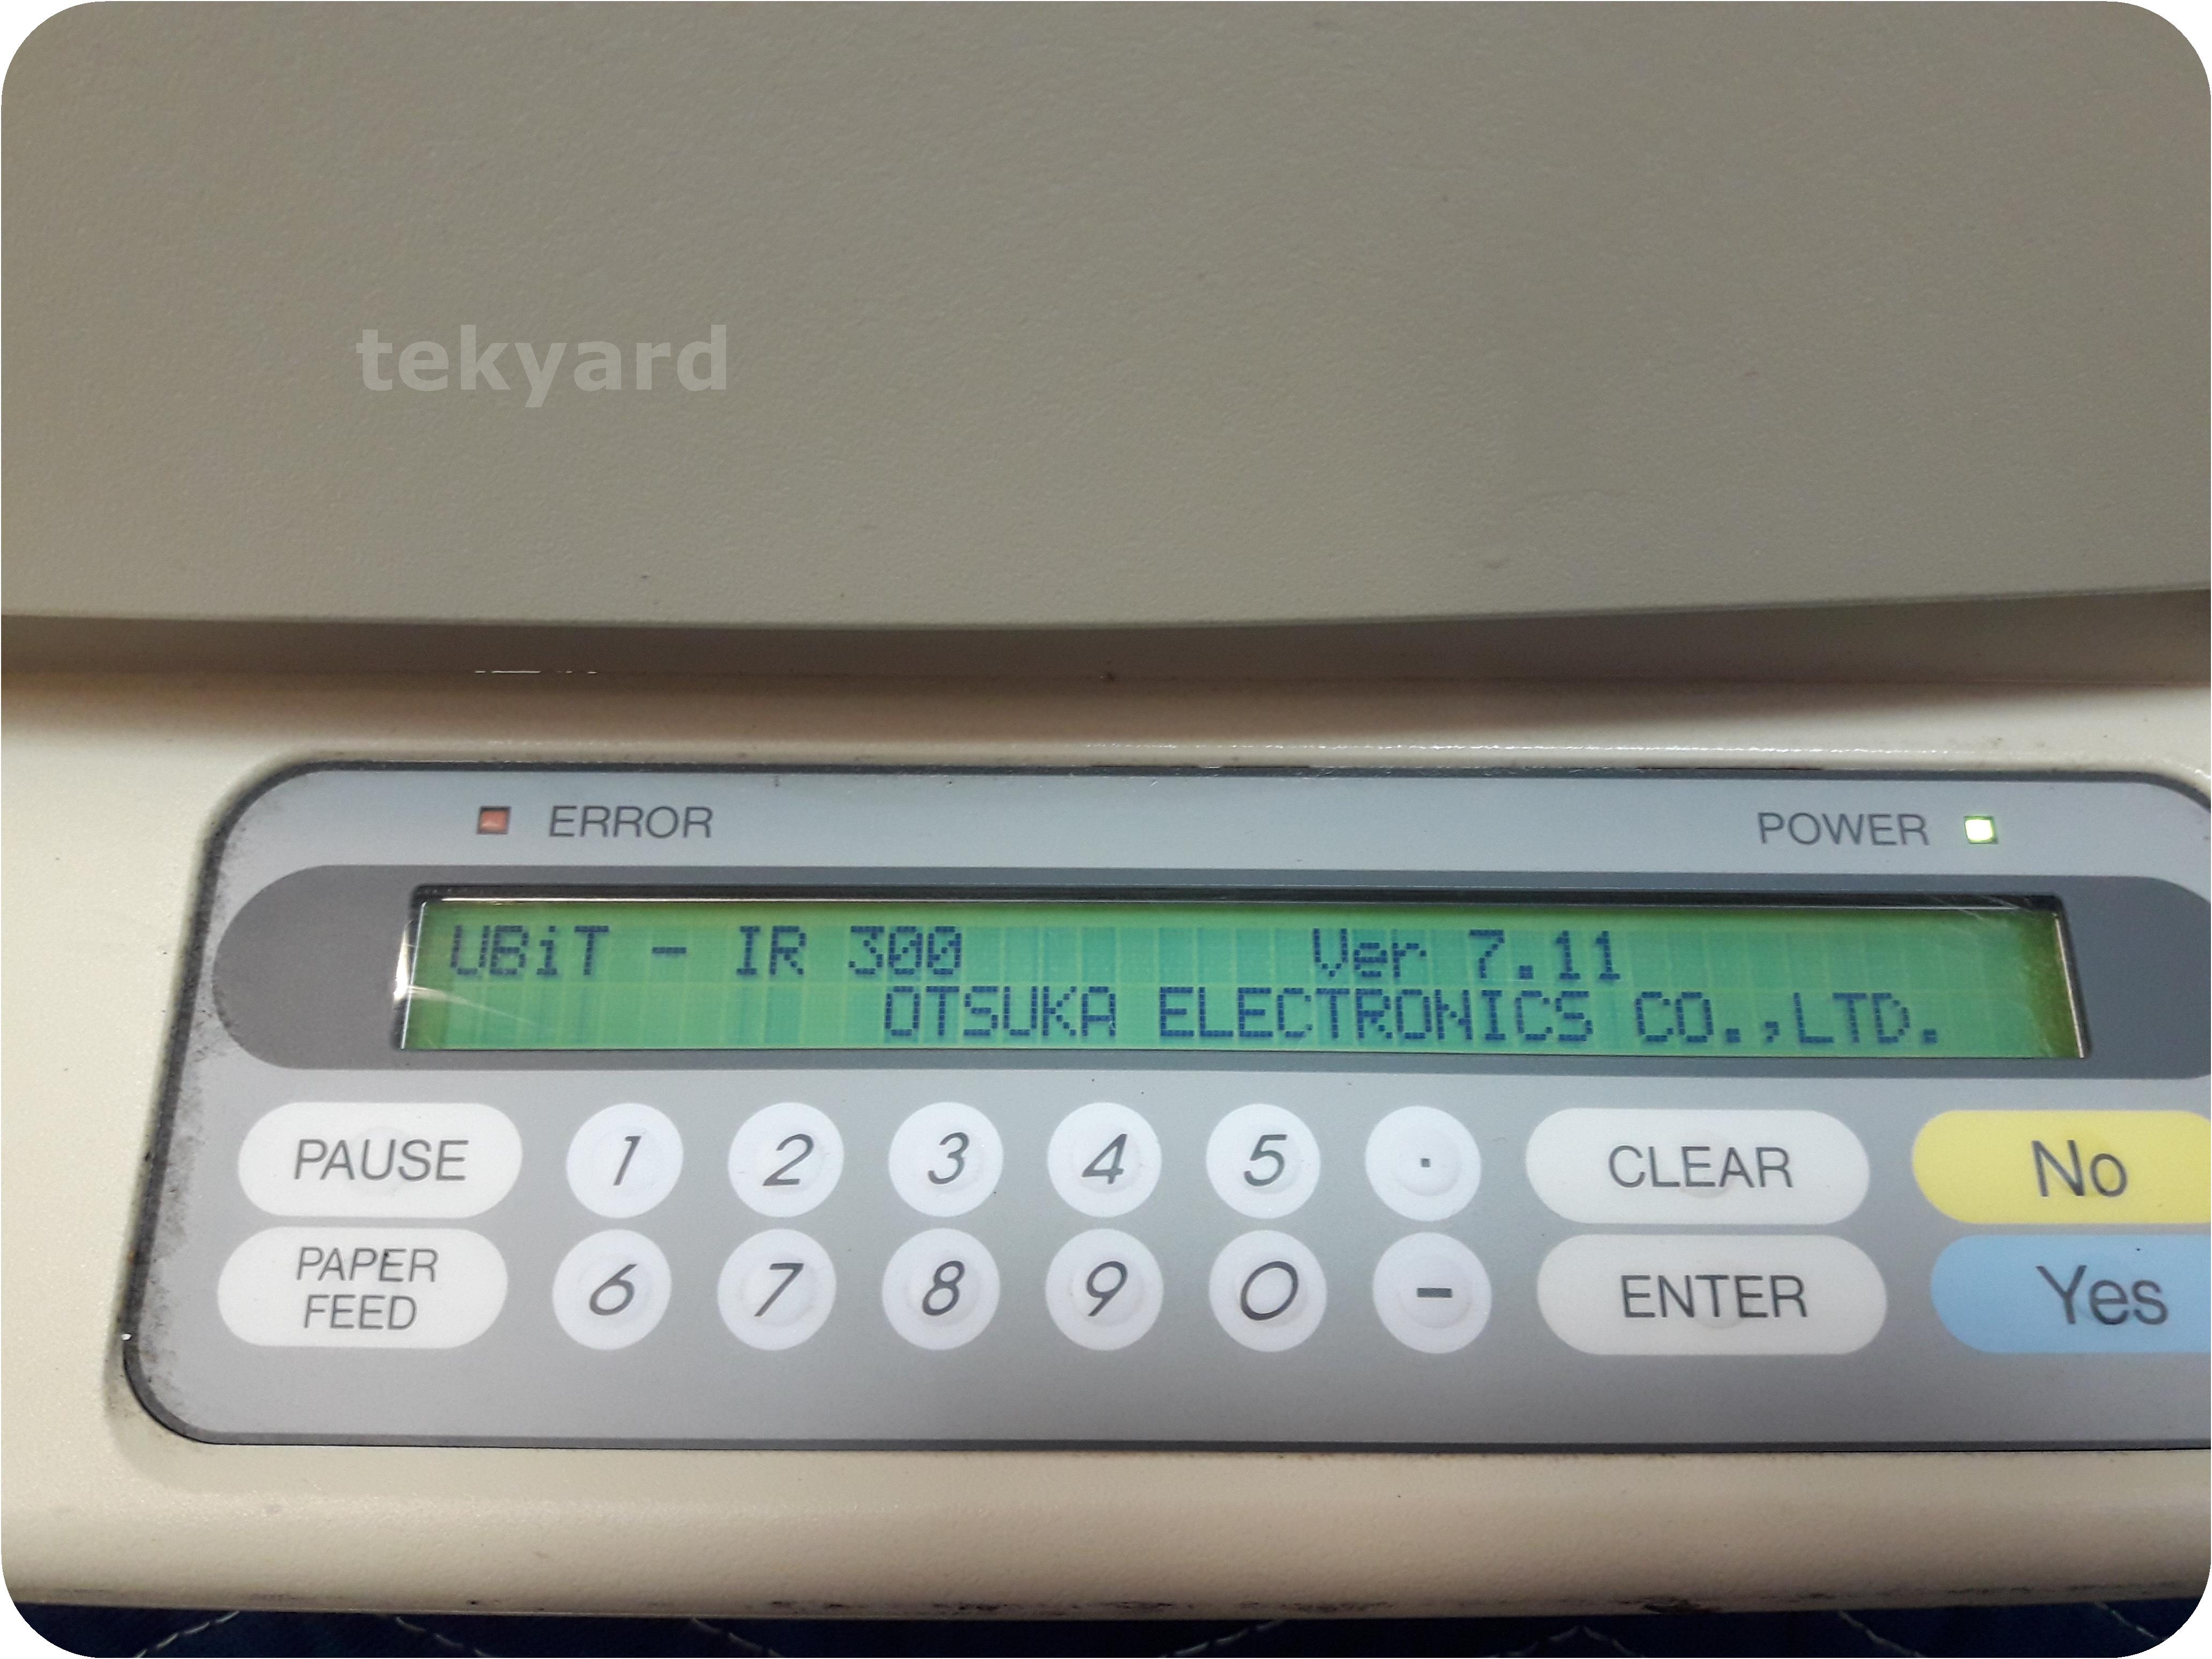 tekyard
ERROR
POWER
UBiT - IR 300 Ver 7.11
OTSUKA ELECTRONICS CO.,LTD.
PAUSE 1 2 3 4 5 . CLEAR No
PAPER
FEED
6 7 8 9 0 - ENTER Yes